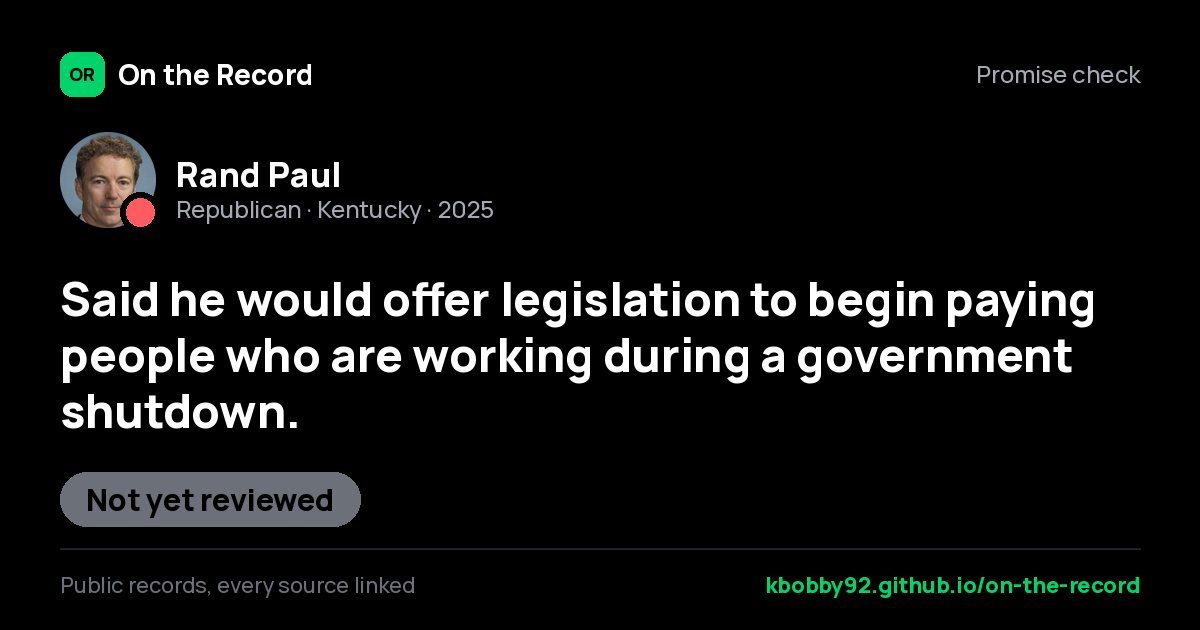 OR On the Record
Promise check
Rand Paul
Republican · Kentucky · 2025
Said he would offer legislation to begin paying
people who are working during a government
shutdown.
Not yet reviewed
Public records, every source linked
kbobby92.github.io/on-the-record